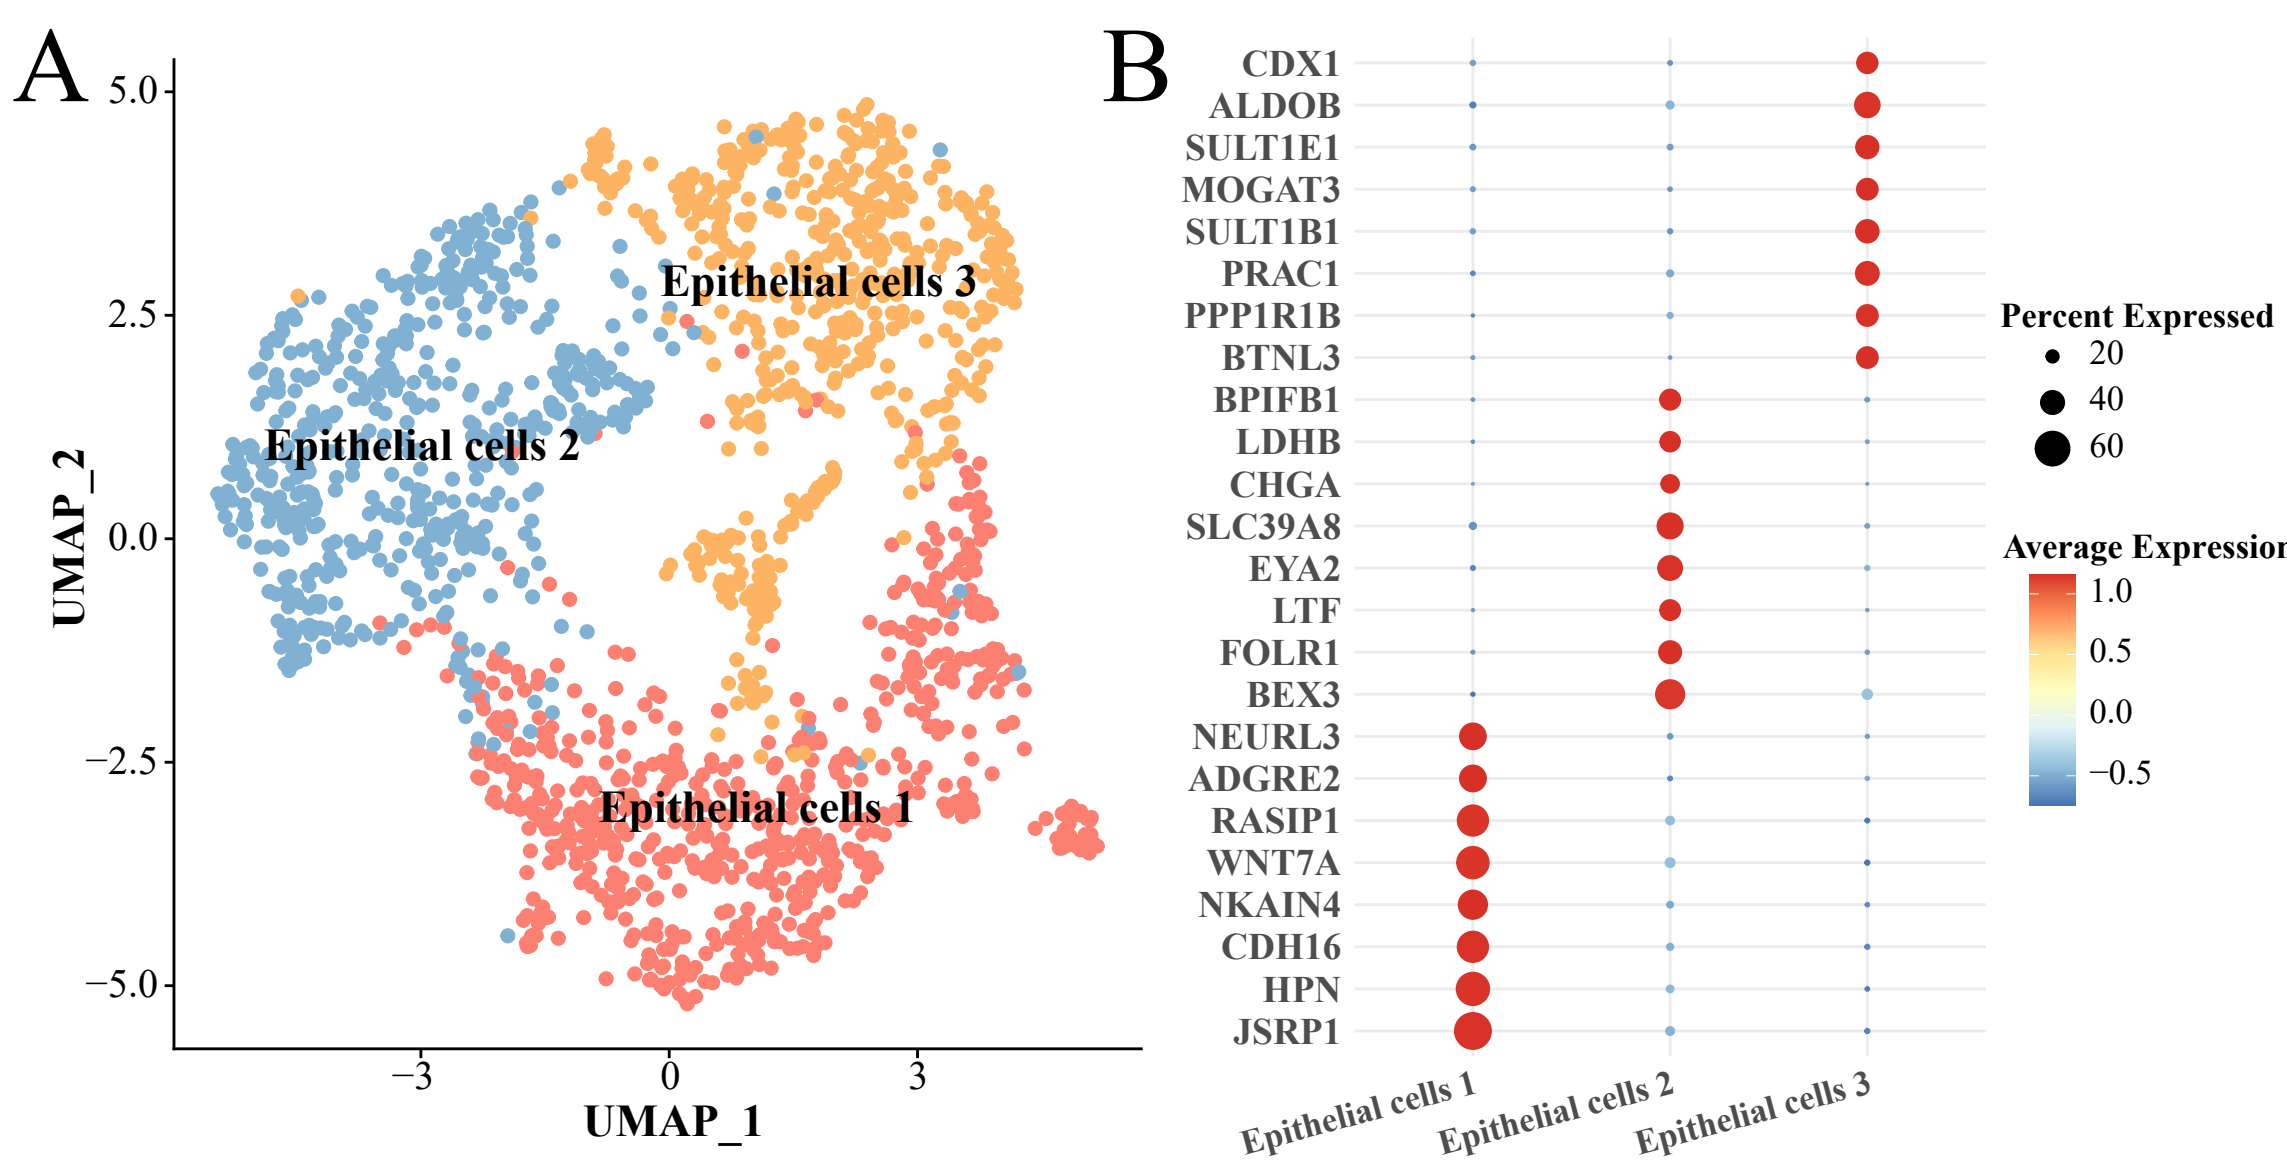 A
5.0
2.5
0.0
−2.5
−5.0
UMAP_2
Epithelial cells 3
Epithelial cells 2
Epithelial cells 1
−3
0
3
UMAP_1
B
CDX1
ALDOB
SULT1E1
MOGAT3
SULT1B1
PRAC1
PPP1R1B
BTNL3
BPIFB1
LDHB
CHGA
SLC39A8
EYA2
LTF
FOLR1
BEX3
NEURL3
ADGRE2
RASIP1
WNT7A
NKAIN4
CDH16
HPN
JSRP1
Epithelial cells 1
Epithelial cells 2
Epithelial cells 3
Percent Expressed
20
40
60
Average Expression
1.0
0.5
0.0
−0.5